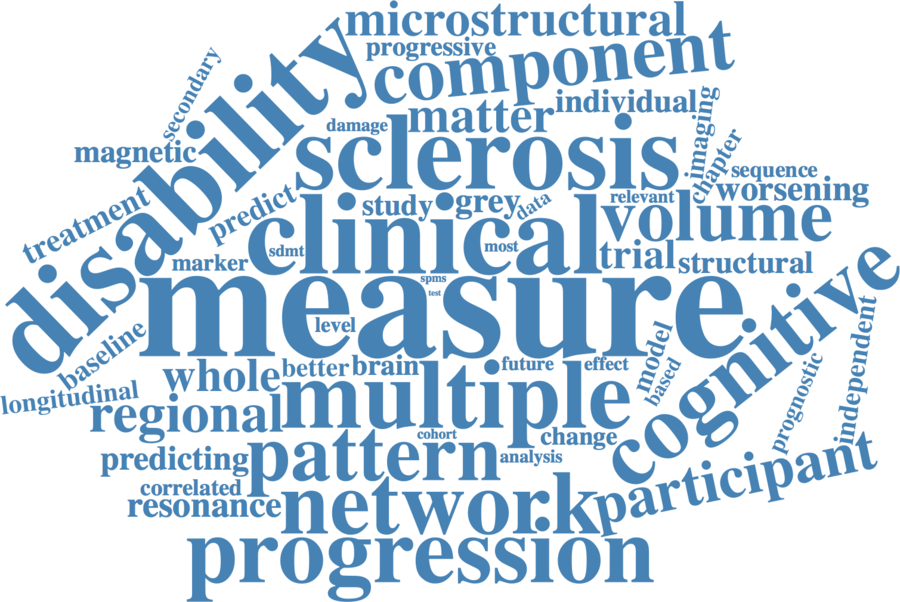 microstructural
progressive
component
secondary
disability
individual
imaging
damage
matter
magnetic
sclerosis
chapter
sequence
worsening
treatment
predict
study
grey
data
relevant
volume
clinical
sdmt
most
marker
trial
structural
measure
spms
test
level
cognitive
baseline
longitudinal
whole
better
brain
future
effect
model
based
independent
prognostic
regional
multiple
cohort
change
predicting
pattern
analysis
participant
correlated
resonance
network
progression